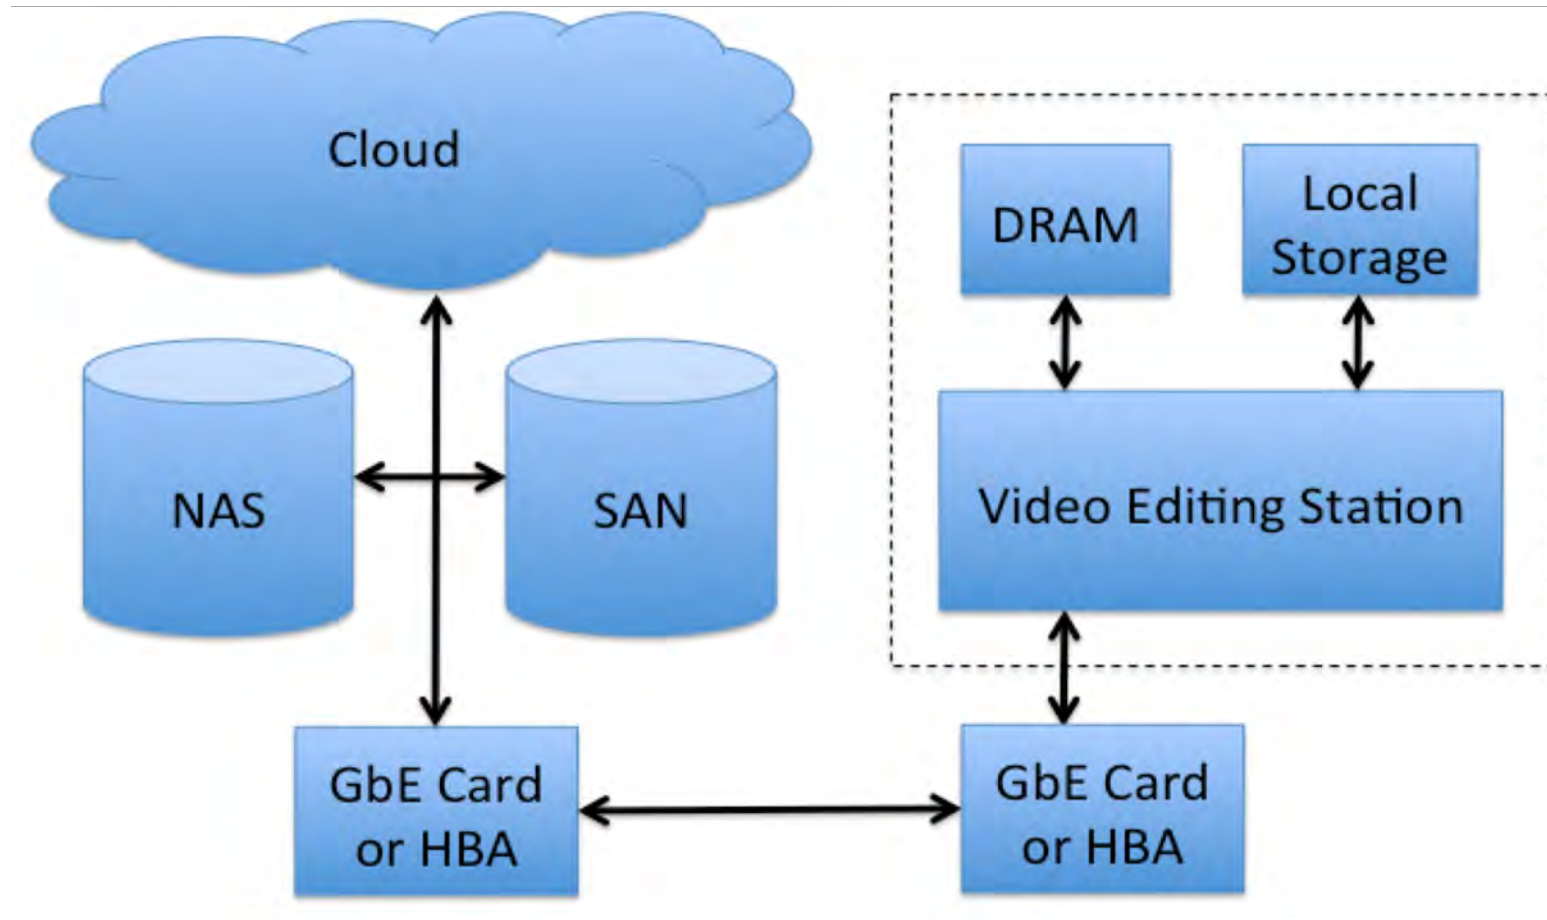 Cloud
DRAM
Local
Storage
NAS
SAN
Video Editing Station
GbE Card
or HBA
GbE Card
or HBA